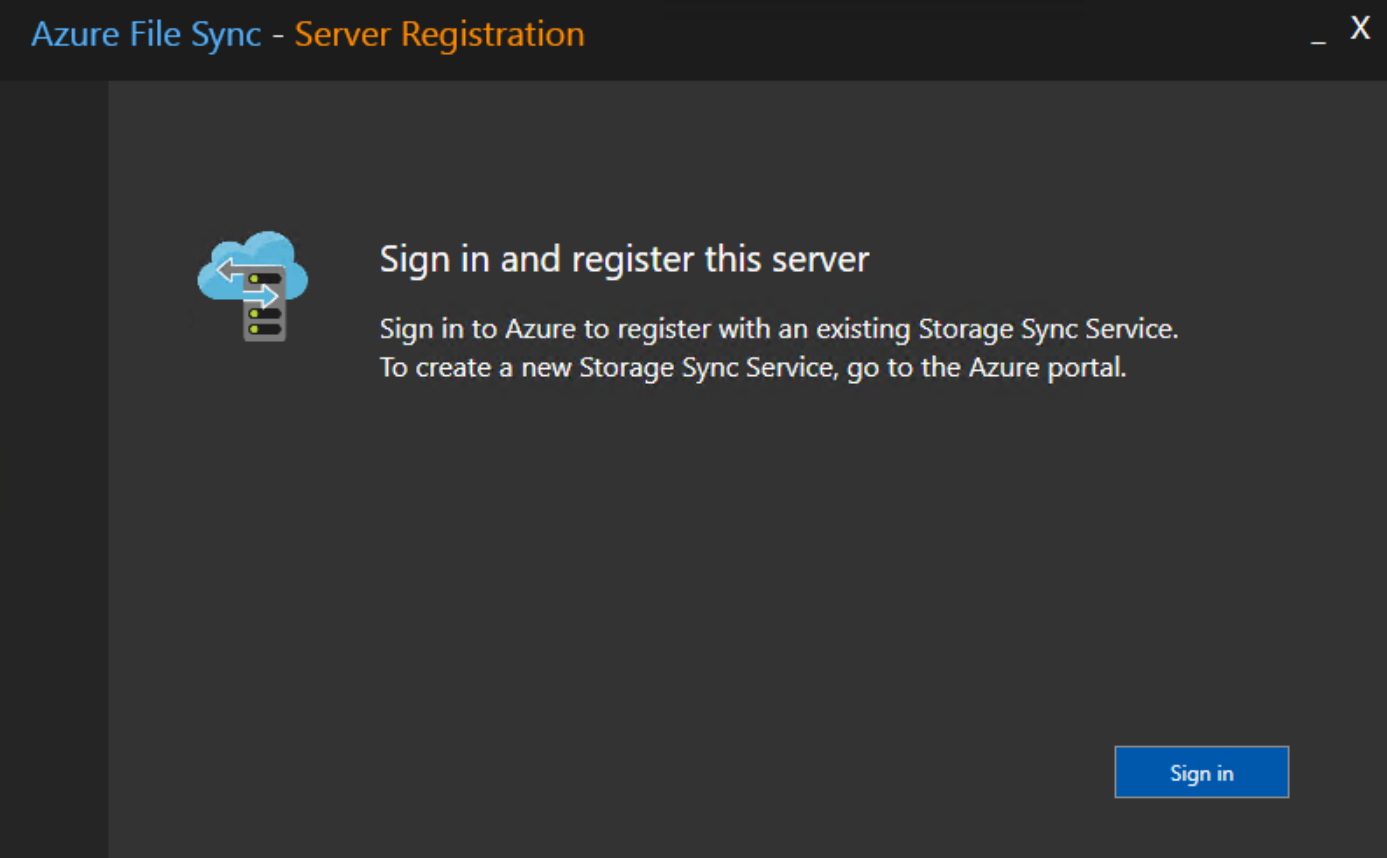 Azure File Sync - Server Registration
_ X
Sign in and register this server
Sign in to Azure to register with an existing Storage Sync Service.
To create a new Storage Sync Service, go to the Azure portal.
Sign in